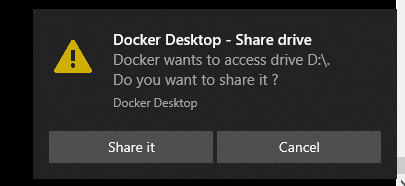 Docker Desktop - Share drive
Docker wants to access drive D:\.
Do you want to share it ?
Docker Desktop
Share it
Cancel